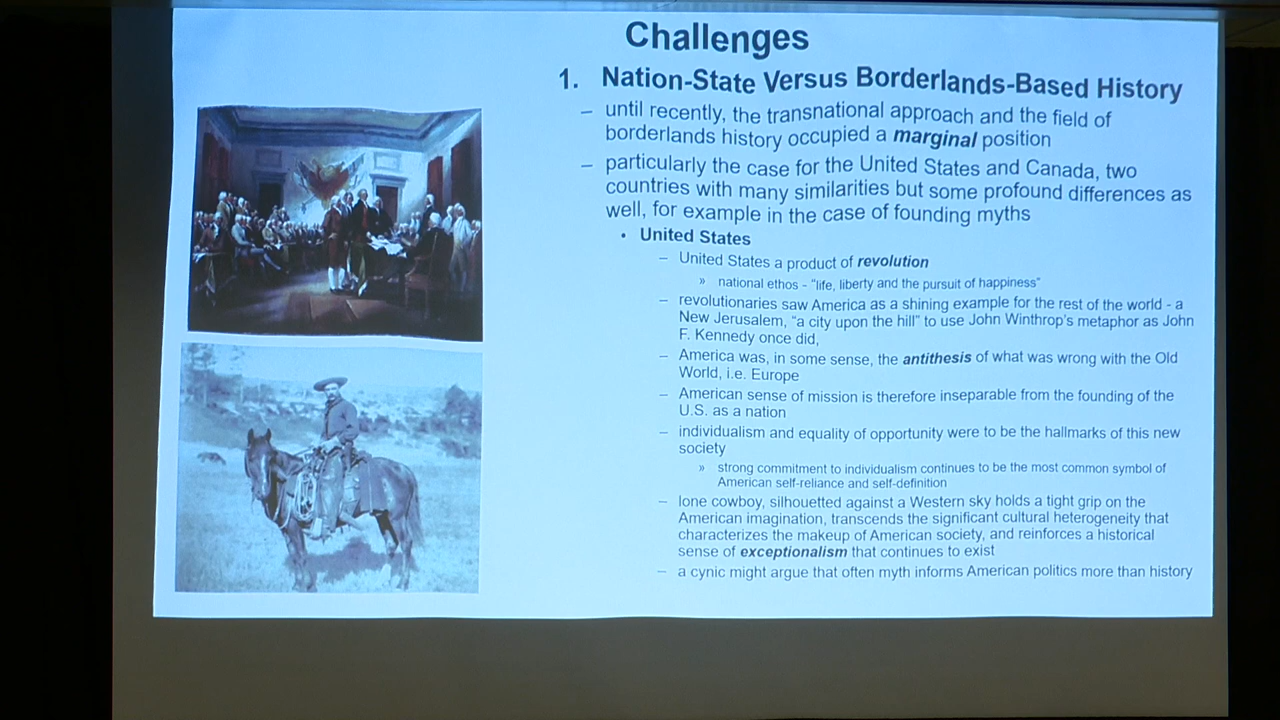 Challenges
1. Nation-State Versus Borderlands-Based History
– until recently, the transnational approach and the field of
borderlands history occupied a marginal position
– particularly the case for the United States and Canada, two
countries with many similarities but some profound differences as
well, for example in the case of founding myths
• United States
– United States a product of revolution
» national ethos - "life, liberty and the pursuit of happiness"
– revolutionaries saw America as a shining example for the rest of the world - a
New Jerusalem, "a city upon the hill" to use John Winthrop's metaphor as John
F. Kennedy once did,
– America was, in some sense, the antithesis of what was wrong with the Old
World, i.e. Europe
– American sense of mission is therefore inseparable from the founding of the
U.S. as a nation
– individualism and equality of opportunity were to be the hallmarks of this new
society
» strong commitment to individualism continues to be the most common symbol of
American self-reliance and self-definition
– lone cowboy, silhouetted against a Western sky holds a tight grip on the
American imagination, transcends the significant cultural heterogeneity that
characterizes the makeup of American society, and reinforces a historical
sense of exceptionalism that continues to exist
– a cynic might argue that often myth informs American politics more than history